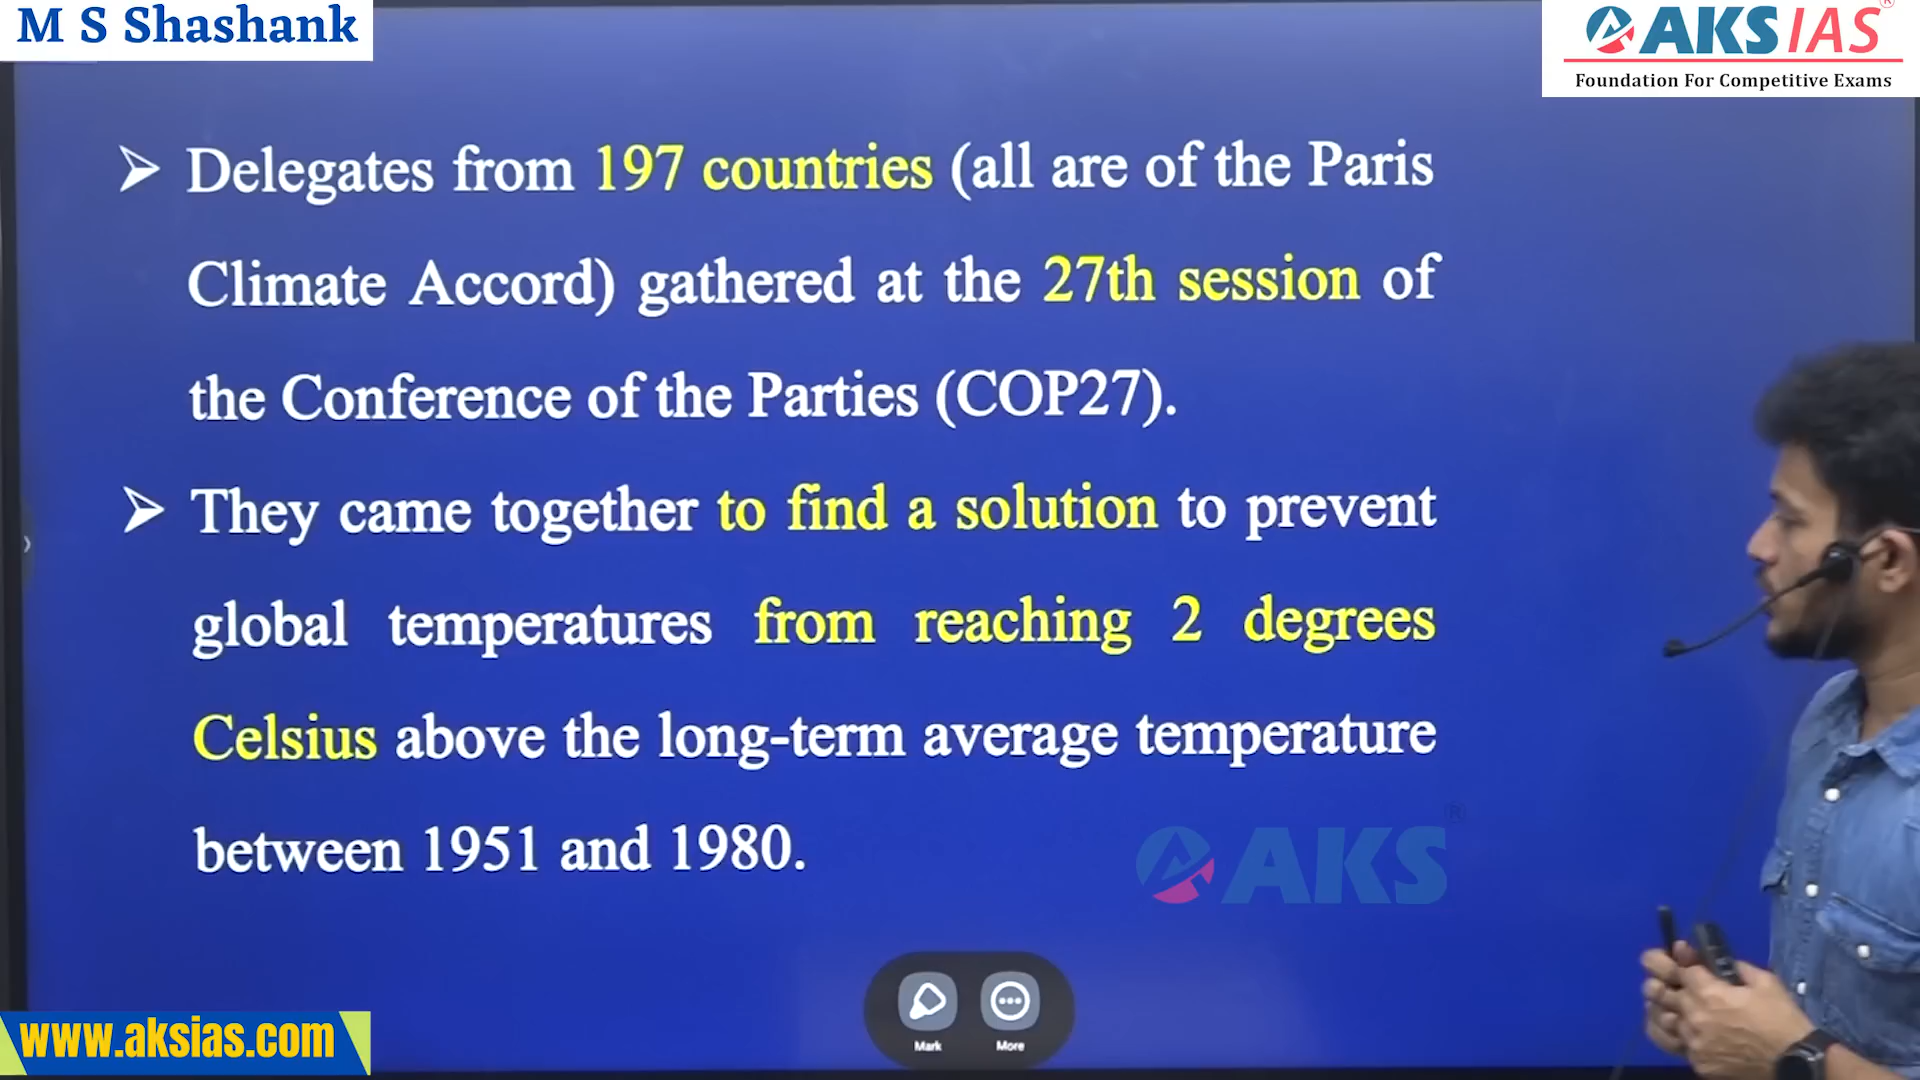 M S Shashank
AKS IAS
®
Foundation For Competitive Exams
➢ Delegates from 197 countries (all are of the Paris
Climate Accord) gathered at the 27th session of
the Conference of the Parties (COP27).
➢ They came together to find a solution to prevent
global temperatures from reaching 2 degrees
Celsius above the long-term average temperature
between 1951 and 1980.
AKS
®
Mark
More
www.aksias.com